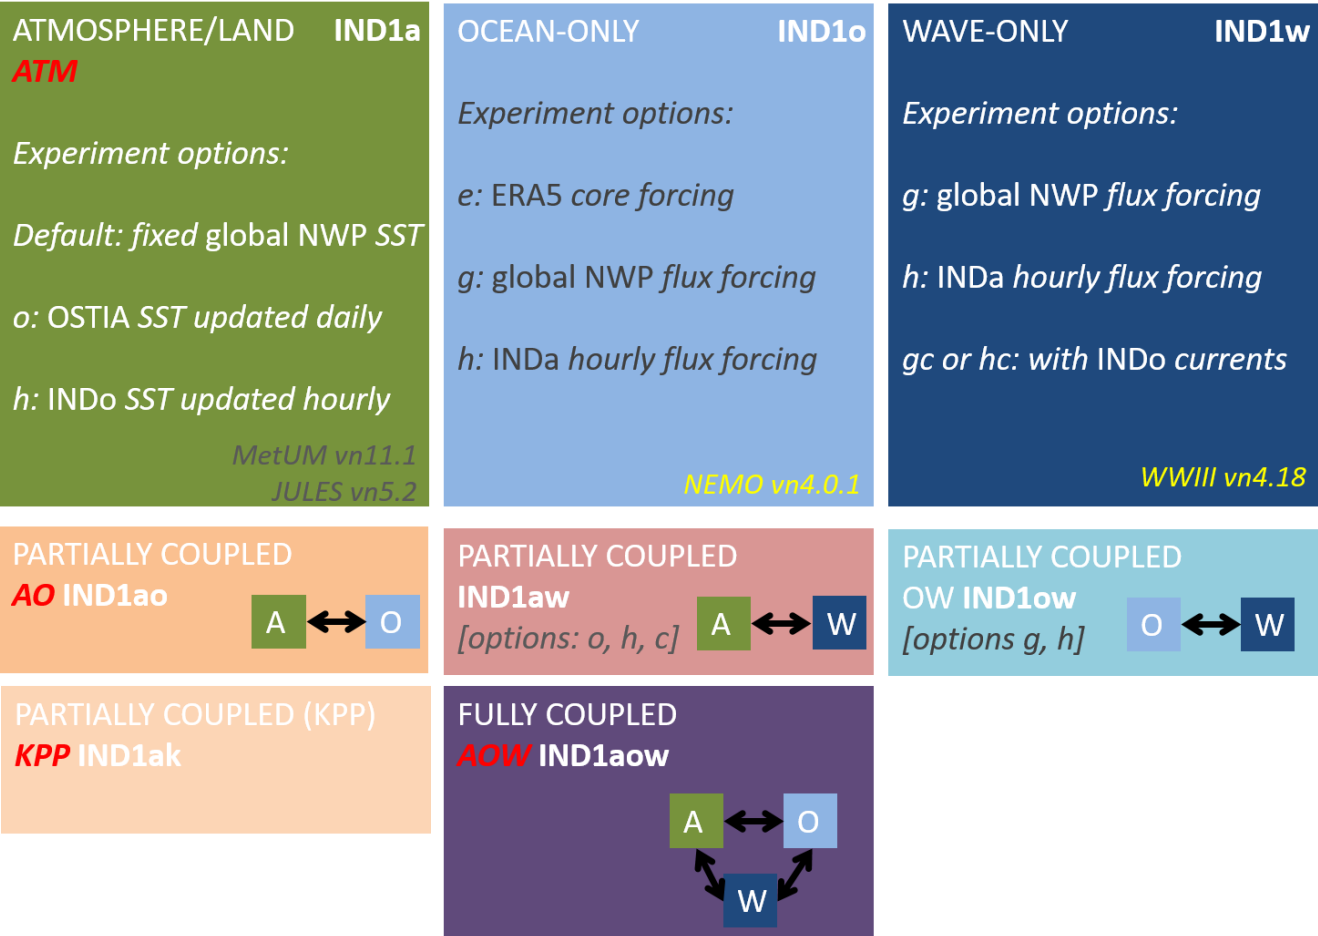 ATMOSPHERE/LAND IND1a
ATM
Experiment options:
Default: fixed global NWP SST
o: OSTIA SST updated daily
h: INDo SST updated hourly
MetUM vn11.1
JULES vn5.2
OCEAN-ONLY IND1o
Experiment options:
e: ERA5 core forcing
g: global NWP flux forcing
h: INDa hourly flux forcing
NEMO vn4.0.1
WAVE-ONLY IND1w
Experiment options:
g: global NWP flux forcing
h: INDa hourly flux forcing
gc or hc: with INDo currents
WWIII vn4.18
PARTIALLY COUPLED
AO IND1ao
A O
PARTIALLY COUPLED
IND1aw
[options: o, h, c]
A W
PARTIALLY COUPLED
OW IND1ow
[options g, h]
O W
PARTIALLY COUPLED (KPP)
KPP IND1ak
FULLY COUPLED
AOW IND1aow
A O
W